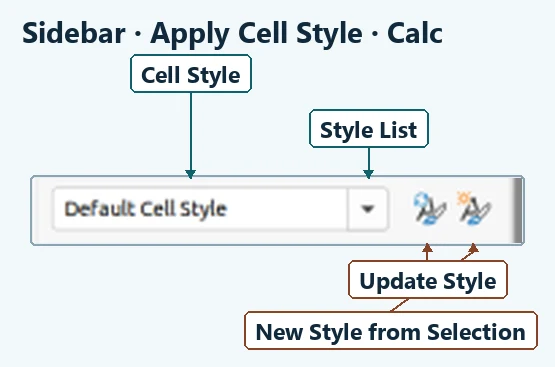 Sidebar · Apply Cell Style · Calc
Cell Style
Style List
Default Cell Style
Update Style
New Style from Selection